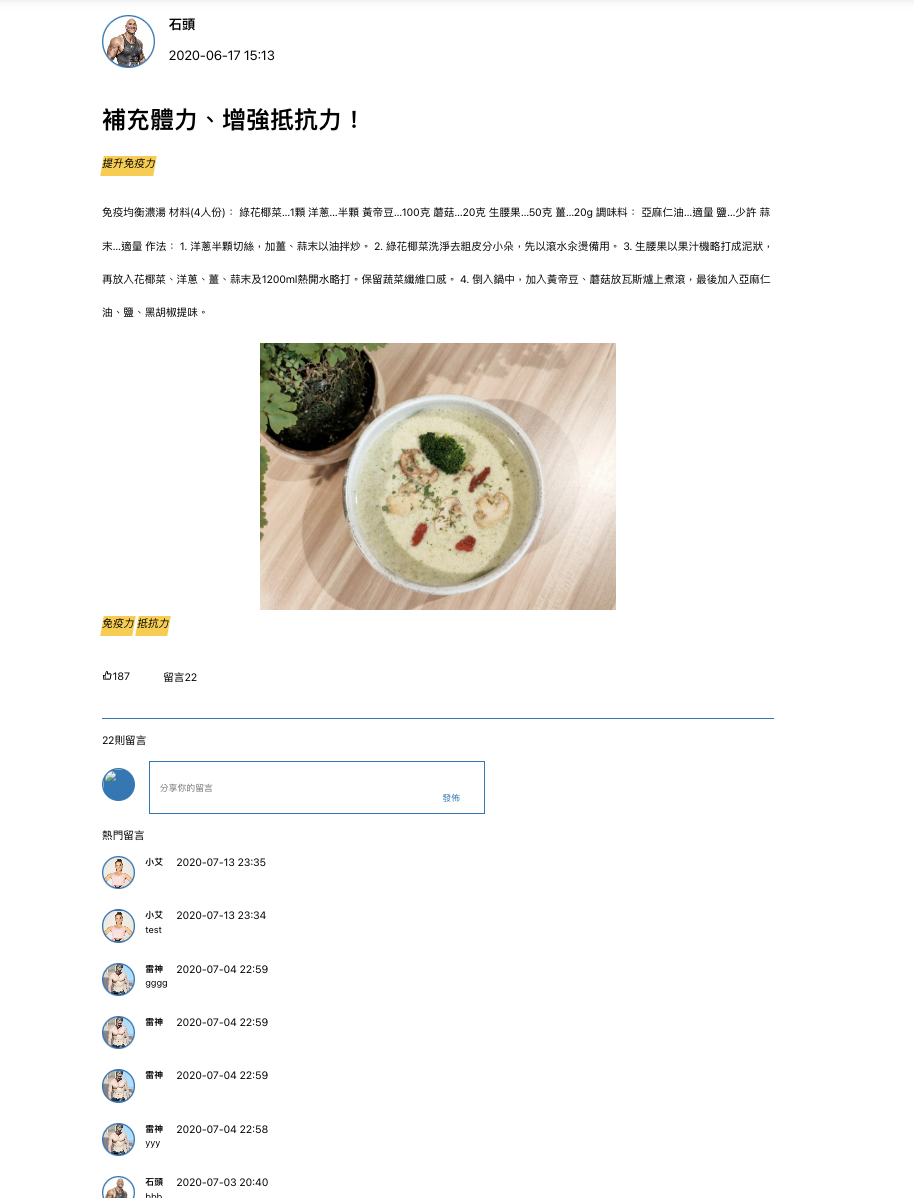 石頭
2020-06-17 15:13
補充體力、增強抵抗力！
提升免疫力
免疫均衡濃湯 材料(4人份)： 綠花椰菜...1顆 洋蔥...半顆 黃帝豆...100克 蘑菇...20克 生腰果...50克 薑...20g 調味料： 亞麻仁油...適量 鹽...少許 蒜
末...適量 作法： 1. 洋蔥半顆切絲，加薑、蒜末以油拌炒。 2. 綠花椰菜洗淨去粗皮分小朵，先以滾水汆燙備用。 3. 生腰果以果汁機略打成泥狀，
再放入花椰菜、洋蔥、薑、蒜末及1200ml熱開水略打。保留蔬菜纖維口感。 4. 倒入鍋中，加入黃帝豆、蘑菇放瓦斯爐上煮滾，最後加入亞麻仁
油、鹽、黑胡椒提味。
免疫力 抵抗力
187 留言22
22則留言
分享你的留言
發佈
熱門留言
小艾 2020-07-13 23:35
小艾 2020-07-13 23:34
test
雷神 2020-07-04 22:59
gggg
雷神 2020-07-04 22:59
雷神 2020-07-04 22:59
雷神 2020-07-04 22:58
yyy
石頭 2020-07-03 20:40